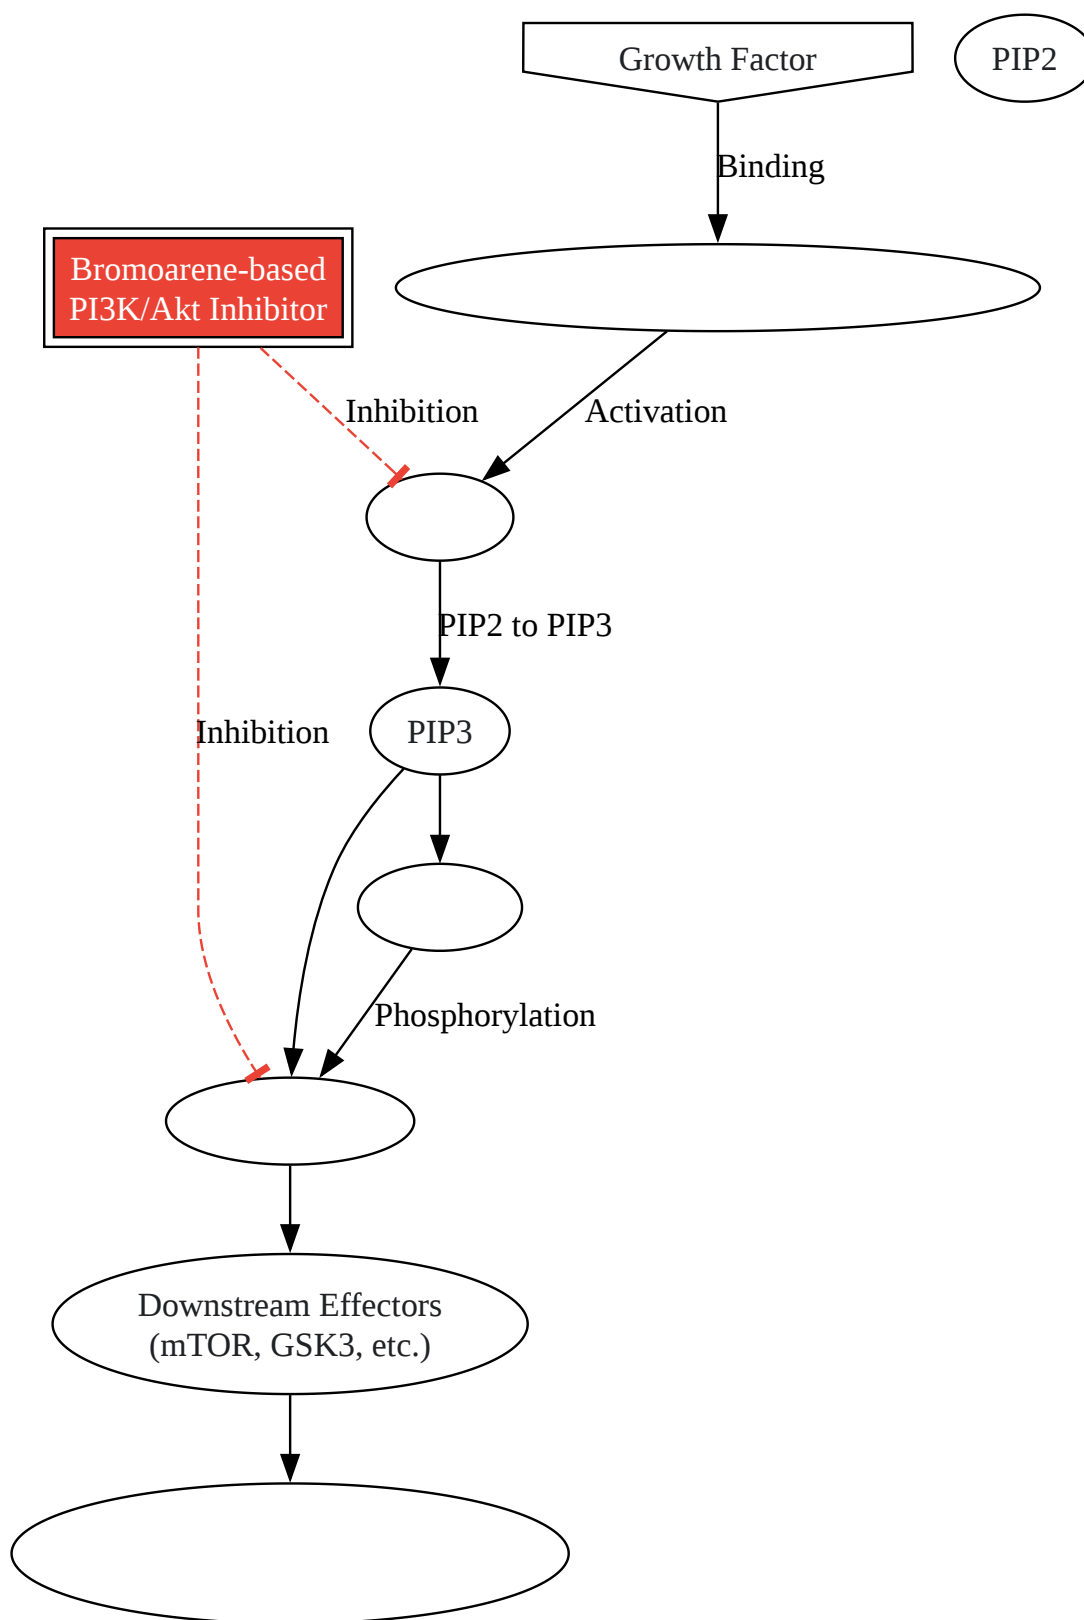 Growth Factor
PIP2
Binding
Bromoarene-based
PI3K/Akt Inhibitor
Inhibition
Activation
PIP2 to PIP3
Inhibition
PIP3
Phosphorylation
Downstream Effectors
(mTOR, GSK3, etc.)